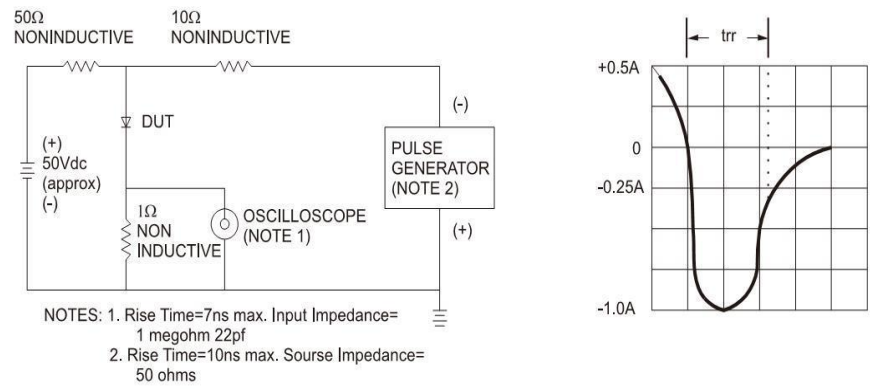 50Ω
NONINDUCTIVE
10Ω
NONINDUCTIVE
DUT
(+)
50Vdc
(approx)
(-)
1Ω
NON
INDUCTIVE
OSCILLOSCOPE
(NOTE 1)
(-)
PULSE
GENERATOR
(NOTE 2)
(+)
NOTES: 1. Rise Time=7ns max. Input Impedance=
1 megohm 22pf
2. Rise Time=10ns max. Sourse Impedance=
50 ohms
trr
+0.5A
0
-0.25A
-1.0A